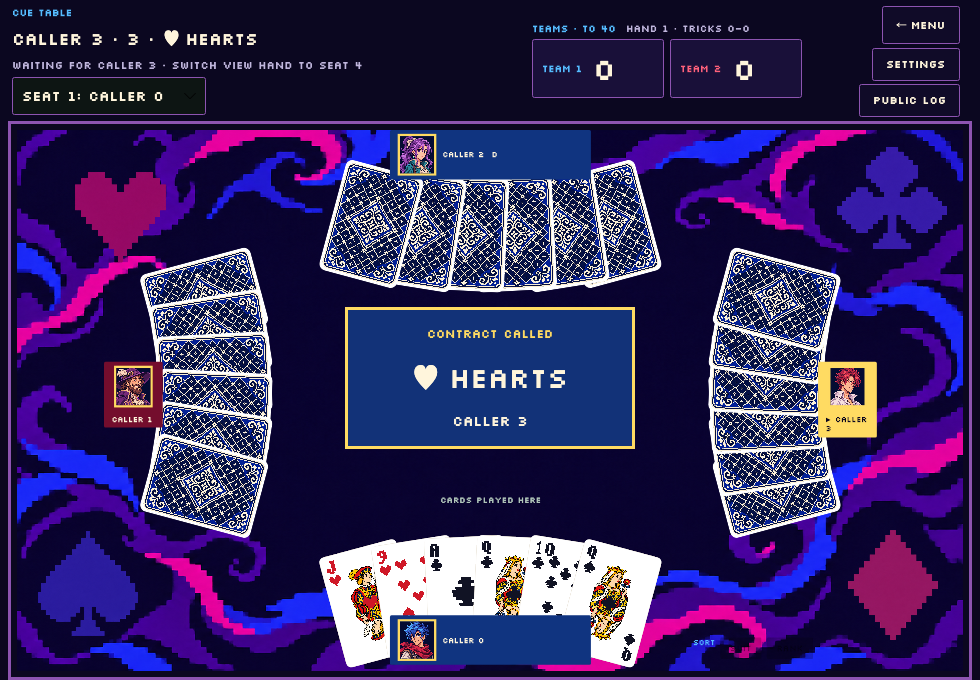 CUE TABLE
CALLER 3 · 3 · ♥ HEARTS
WAITING FOR CALLER 3 · SWITCH VIEW HAND TO SEAT 4
SEAT 1: CALLER 0
TEAMS · TO 40 HAND 1 · TRICKS 0-0
TEAM 1 0
TEAM 2 0
← MENU
SETTINGS
PUBLIC LOG
CALLER 2 D
CONTRACT CALLED
♥ HEARTS
CALLER 3
CALLER 1
▶ CALLER
3
CARDS PLAYED HERE
J
9
A
Q
10
Q
CALLER 0
SORT
Q